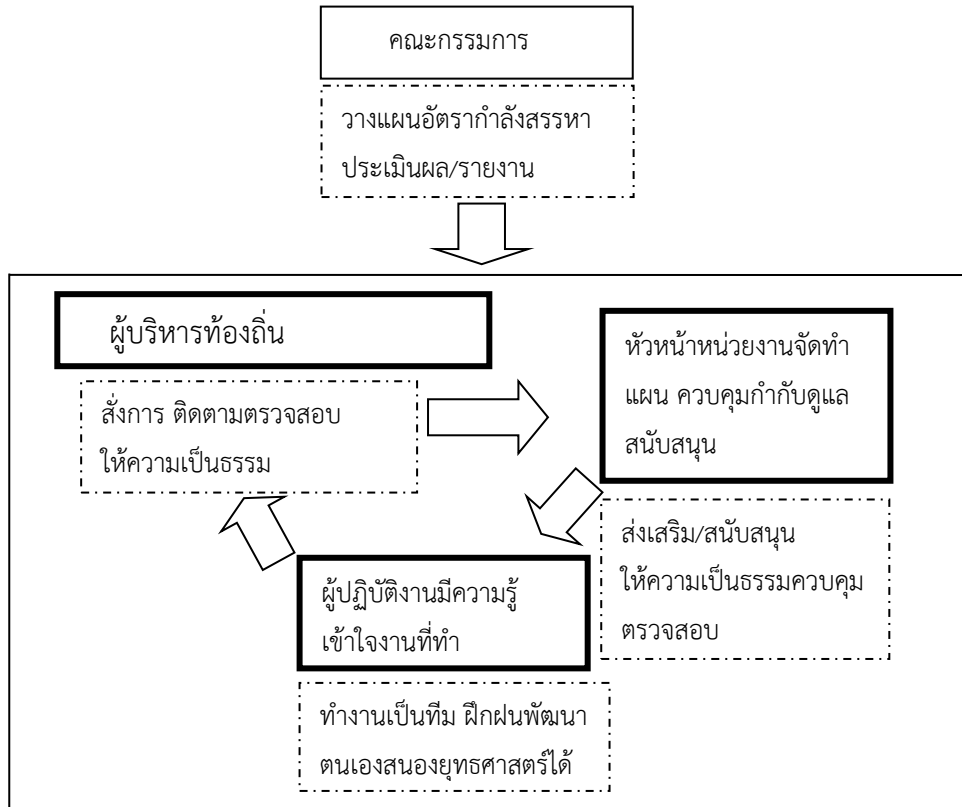 คณะกรรมการ
วางแผนอัตรากำลังสรรหา
ประเมินผล/รายงาน
ผู้บริหารท้องถิ่น
สั่งการ ติดตามตรวจสอบ
ให้ความเป็นธรรม
หัวหน้าหน่วยงานจัดทำ
แผน ควบคุมกำกับดูแล
สนับสนุน
ส่งเสริม/สนับสนุน
ให้ความเป็นธรรมควบคุม
ตรวจสอบ
ผู้ปฏิบัติงานมีความรู้
เข้าใจงานที่ทำ
ทำงานเป็นทีม ฝึกฝนพัฒนา
ตนเองสนองยุทธศาสตร์ได้